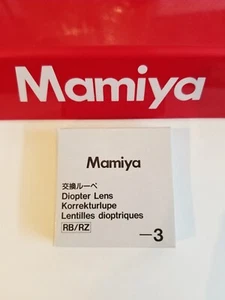 Mamiya
Mamiya
交換ルーペ
Diopter Lens
Korrekturlupe
Lentilles dioptriques
RB/RZ
—3